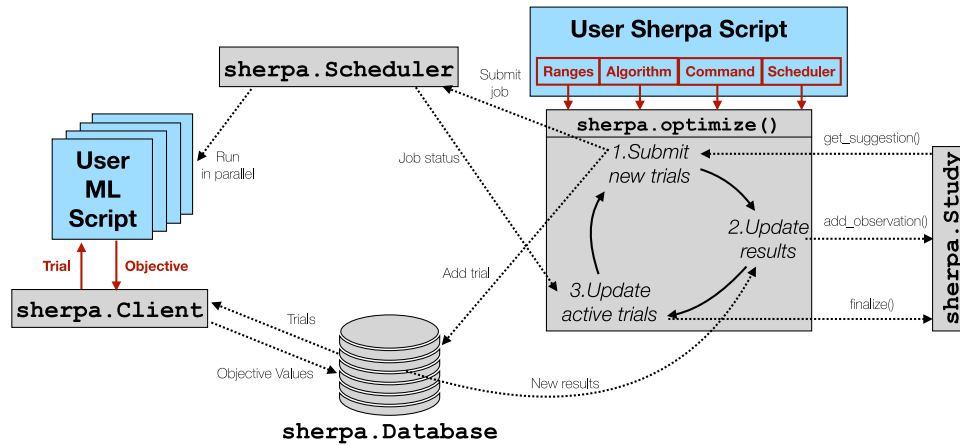 User Sherpa Script
Ranges
Algorithm
Command
Scheduler
sherpa.Scheduler
Submit
job
sherpa.optimize()
1.Submit
new trials
get_suggestion()
Job status
Run
in parallel
User
ML
Script
2.Update
results
add_observation()
sherpa.Study
Trial
Objective
Add trial
3.Update
active trials
finalize()
sherpa.Client
Trials
Objective Values
New results
sherpa.Database